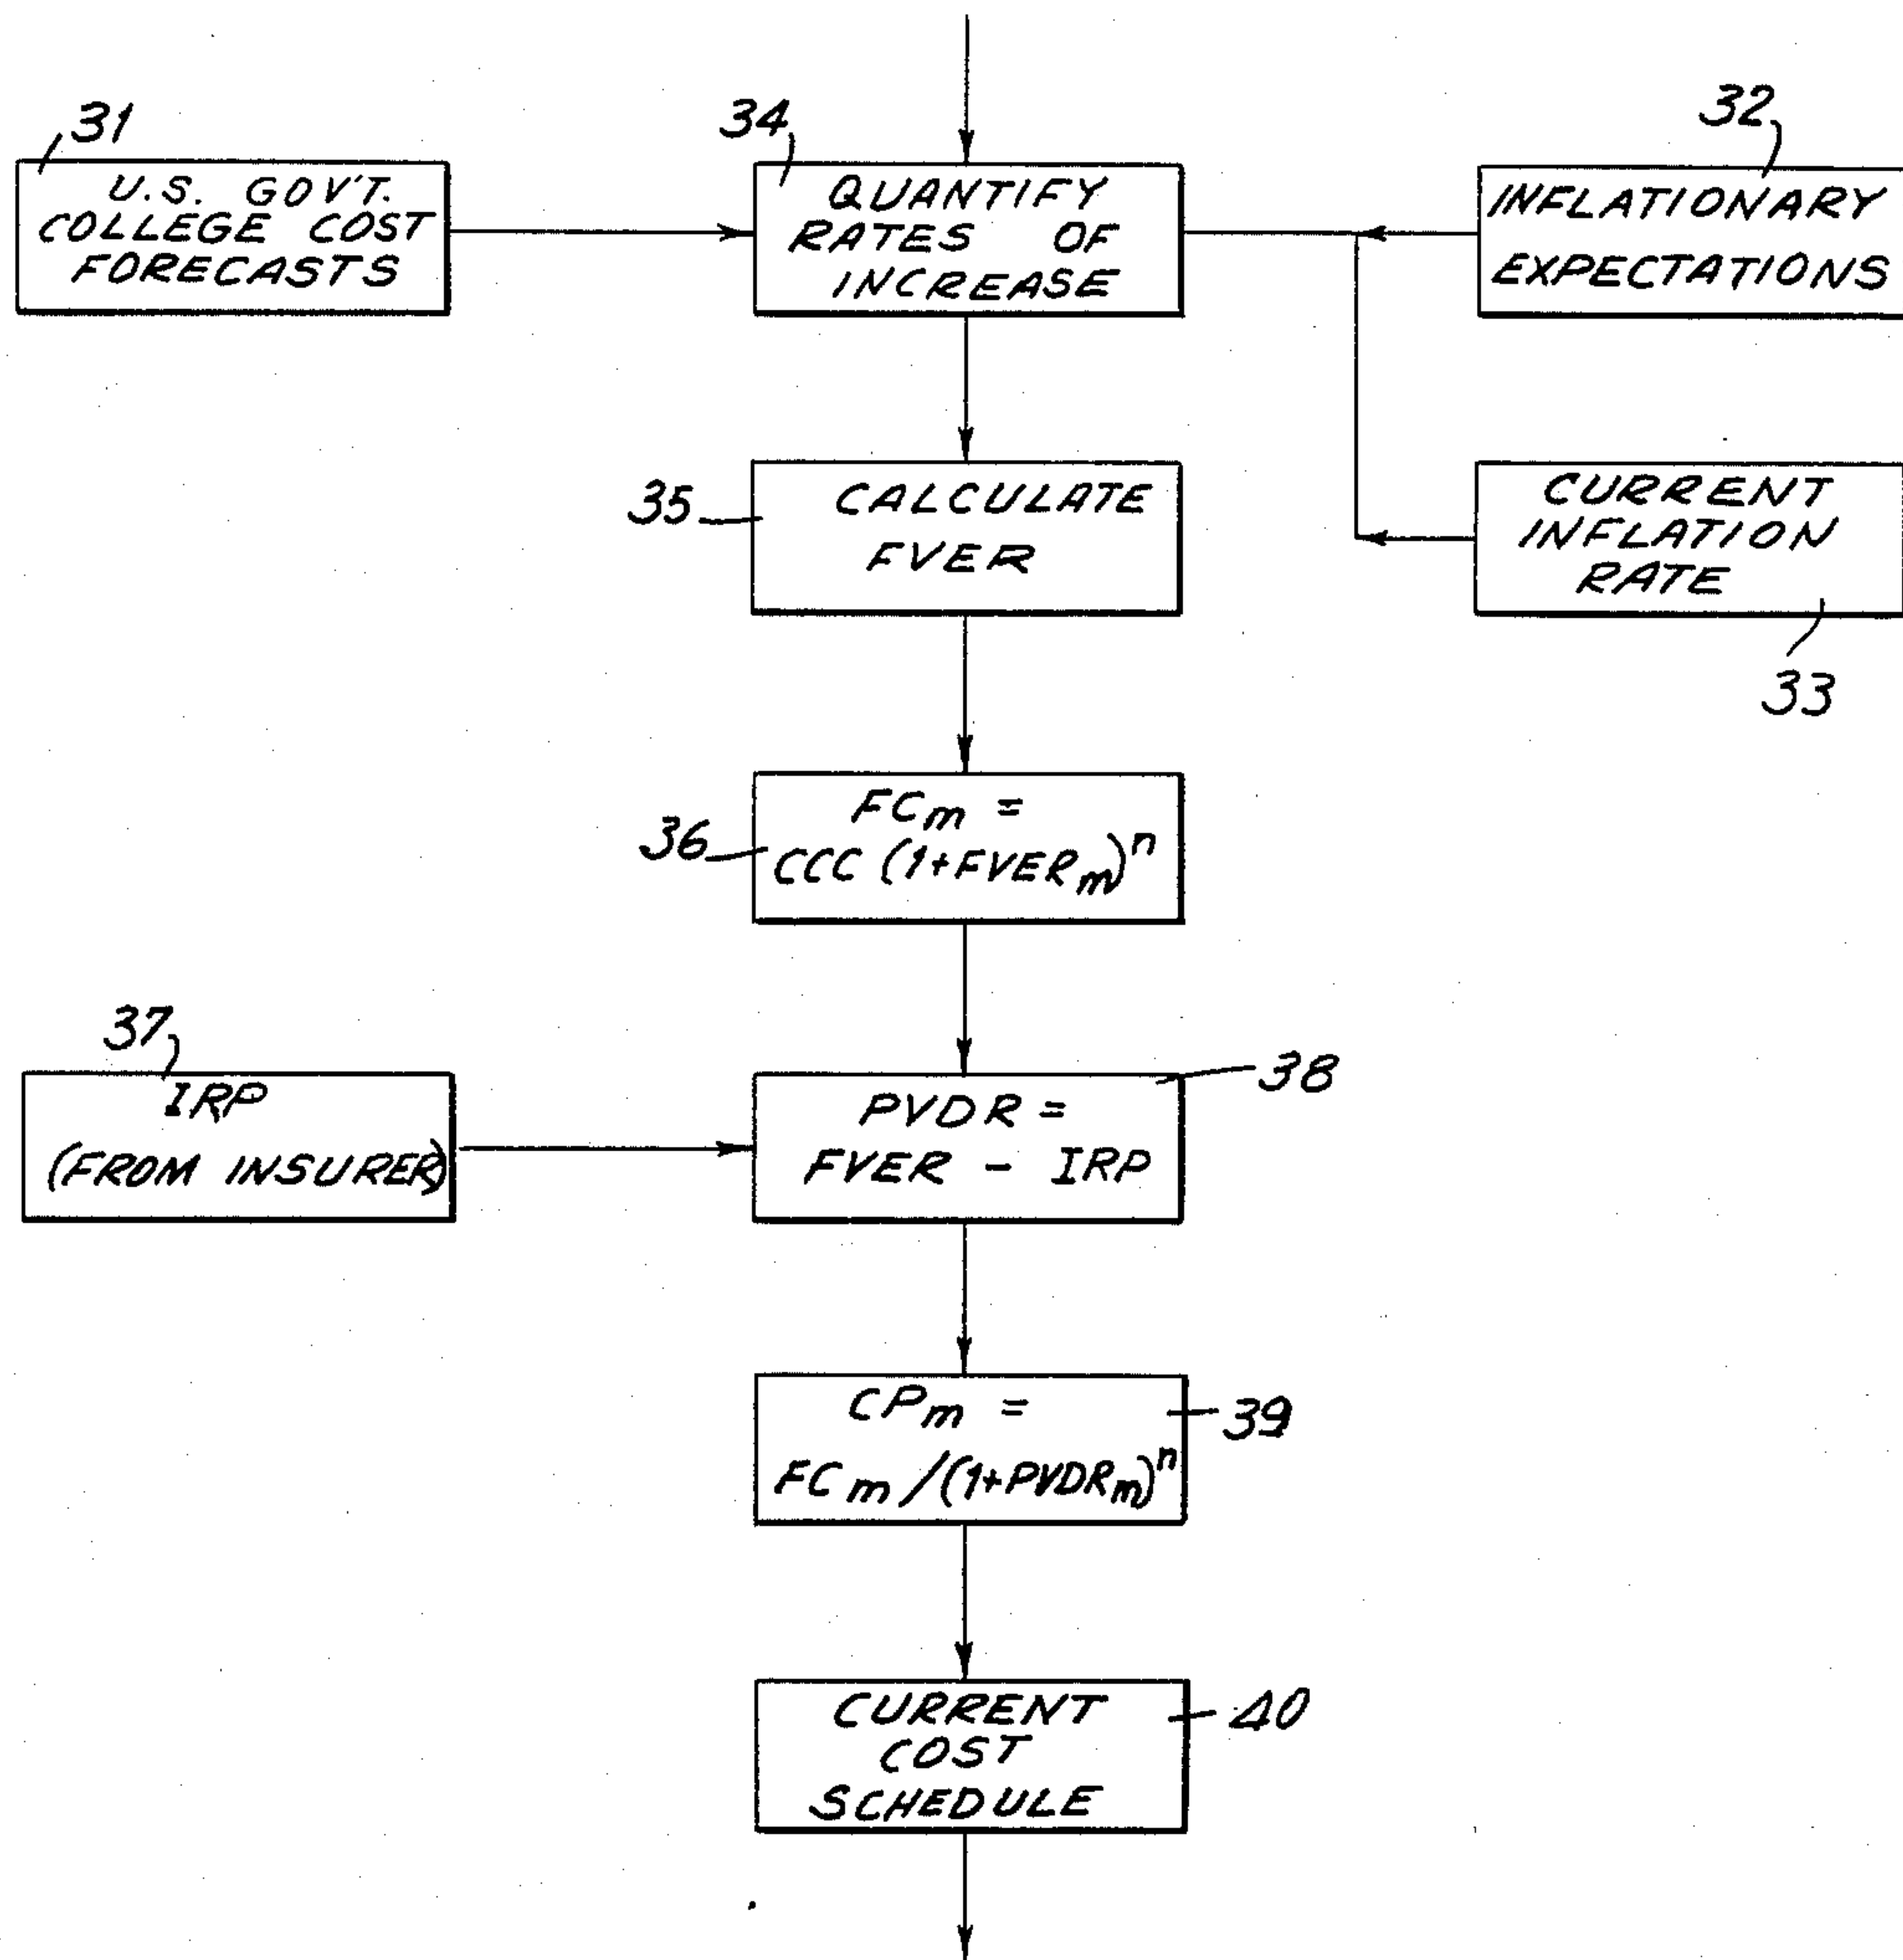 31
U.S. GOV'T.
COLLEGE COST
FORECASTS
34
QUANTIFY
RATES OF
INCREASE
32
INFLATIONARY
EXPECTATIONS
35
CALCULATE
FVER
CURRENT
INFLATION
RATE
33
36
FCm =
CCC (1+FVERm)^n
37
IRP
(FROM INSURER)
38
PVDR =
FVER - IRP
39
CPm =
FCm/(1+PVDRm)^n
40
CURRENT
COST
SCHEDULE